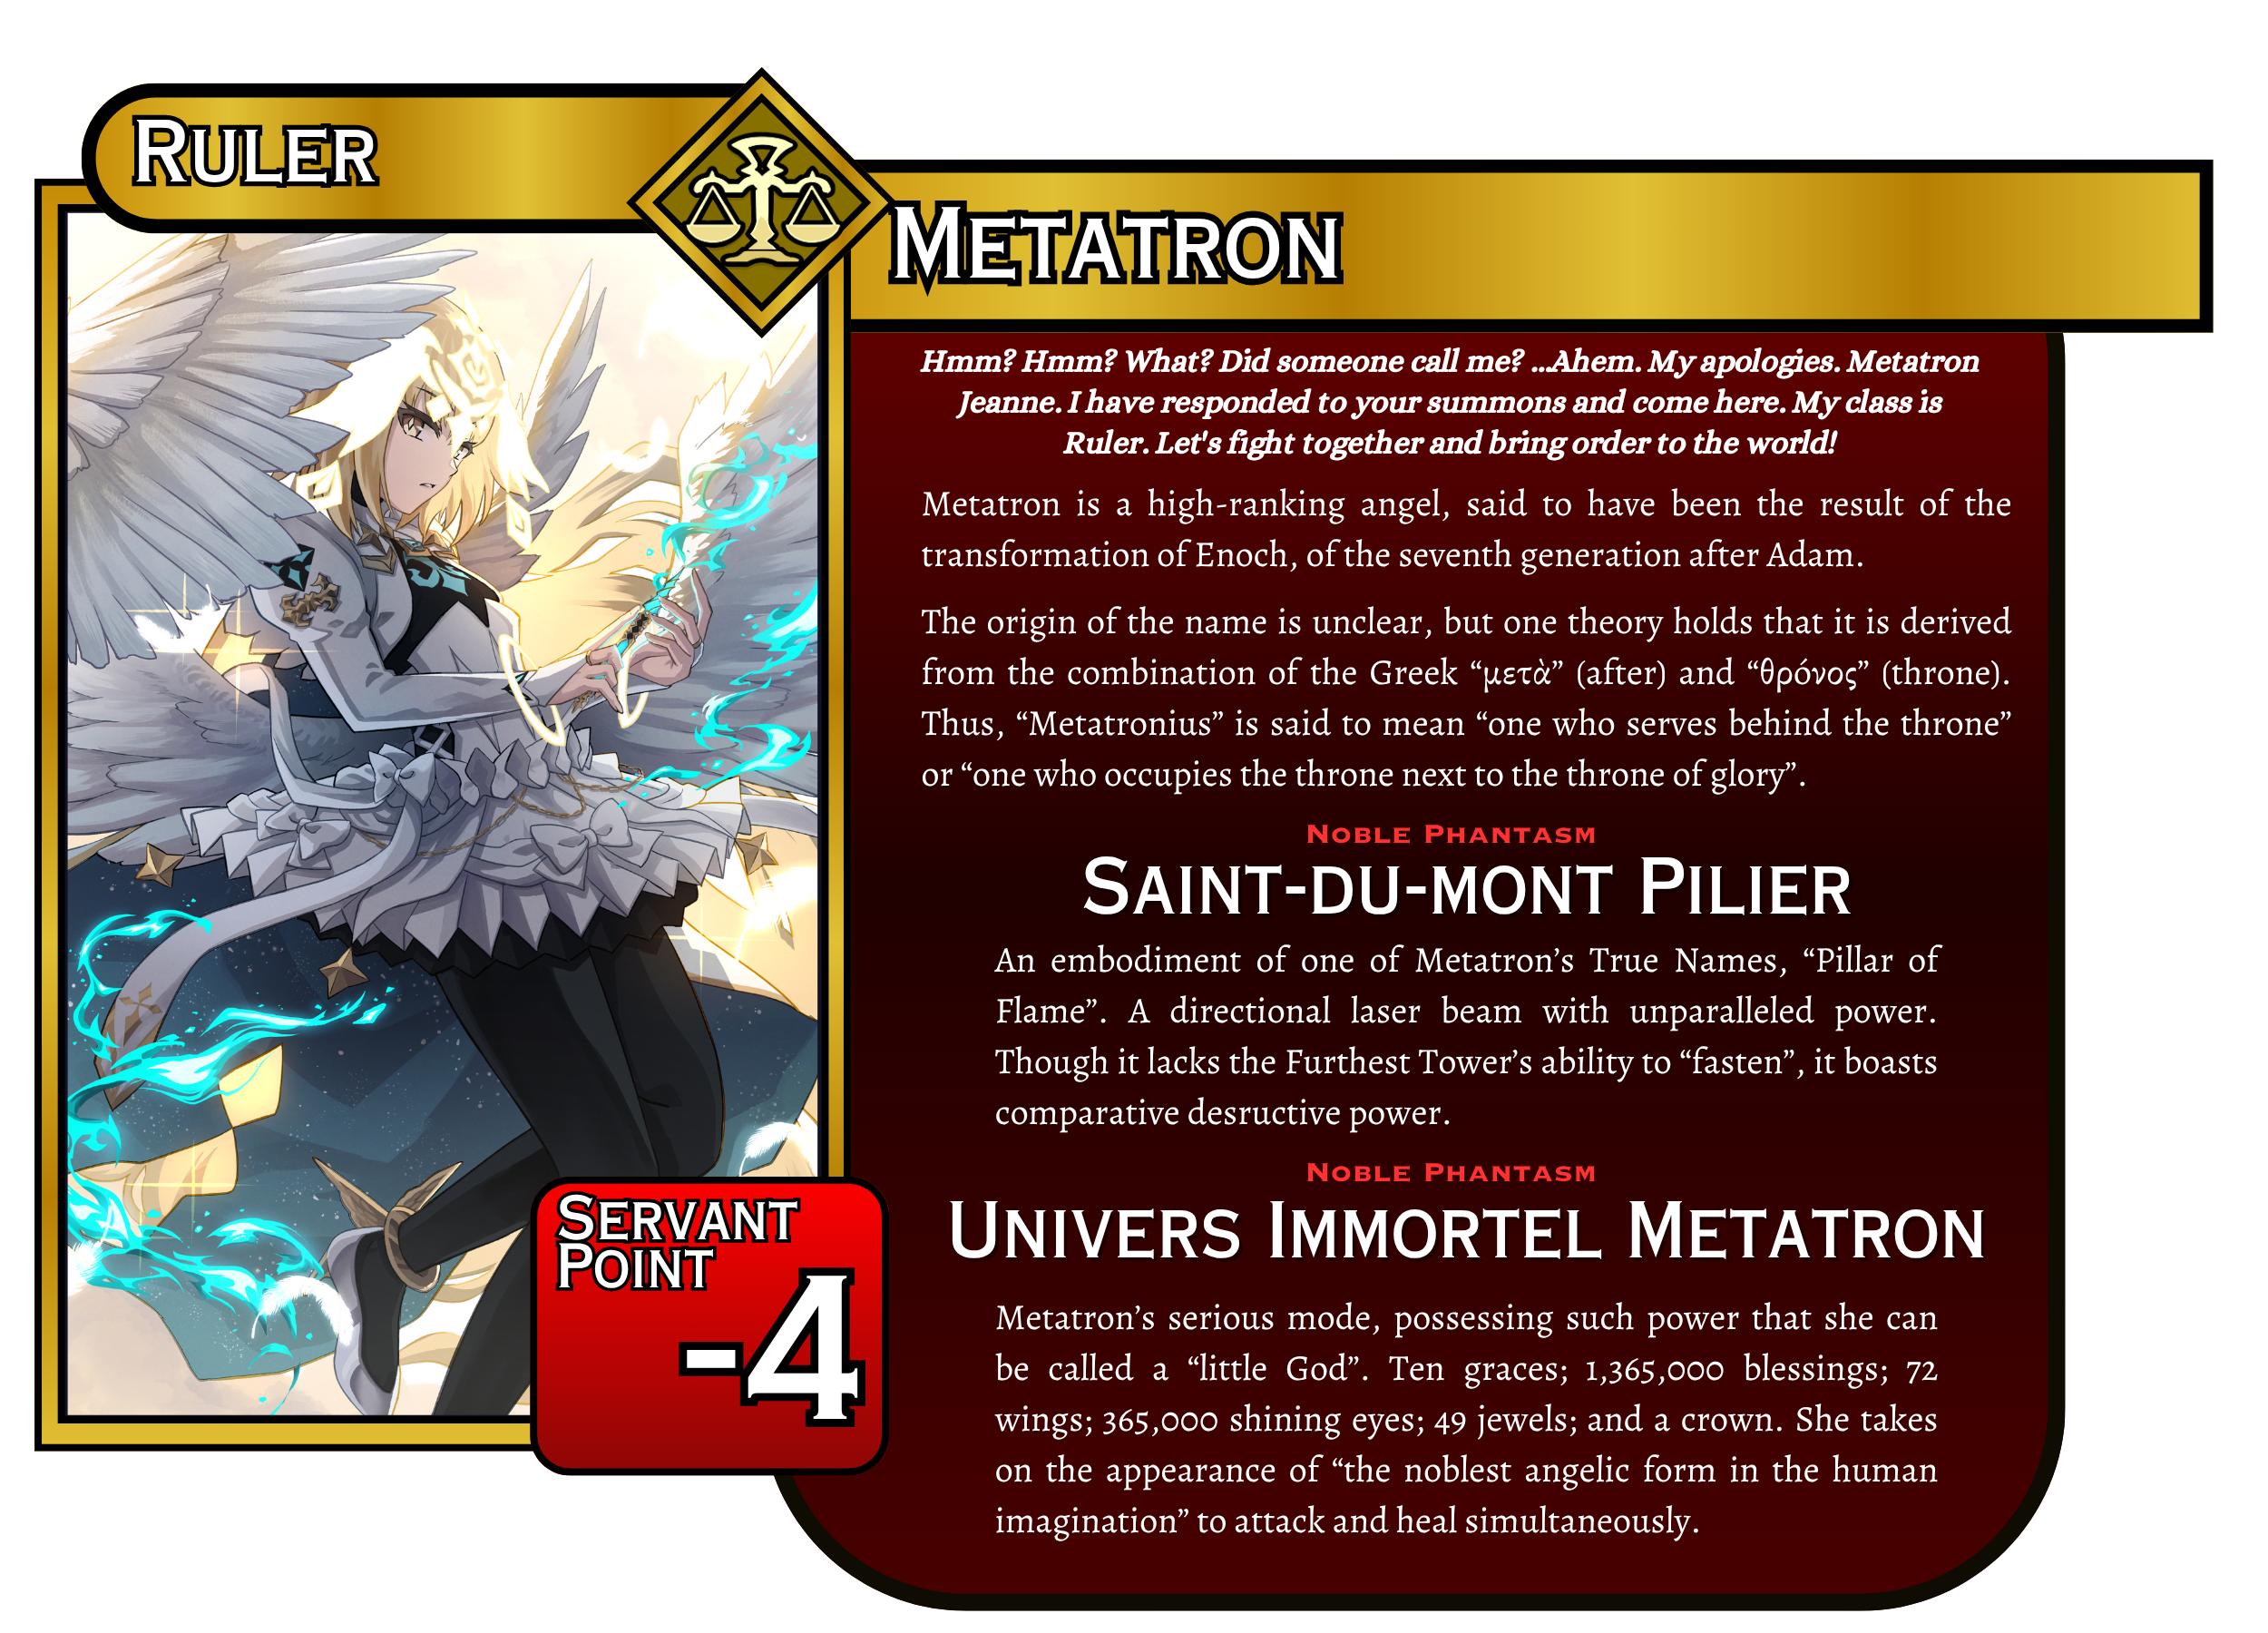 Ruler
Metatron
Hmm? Hmm? What? Did someone call me? ...Ahem. My apologies. Metatron
Jeanne. I have responded to your summons and come here. My class is
Ruler. Let's fight together and bring order to the world!
Metatron is a high-ranking angel, said to have been the result of the
transformation of Enoch, of the seventh generation after Adam.
The origin of the name is unclear, but one theory holds that it is derived
from the combination of the Greek “μετὰ” (after) and “θρόνος” (throne).
Thus, “Metatronius” is said to mean “one who serves behind the throne”
or “one who occupies the throne next to the throne of glory”.
Noble Phantasm
Saint-du-mont Pilier
An embodiment of one of Metatron’s True Names, “Pillar of
Flame”. A directional laser beam with unparalleled power.
Though it lacks the Furthest Tower’s ability to “fasten”, it boasts
comparative desructive power.
Noble Phantasm
Univers Immortel Metatron
Metatron’s serious mode, possessing such power that she can
be called a “little God”. Ten graces; 1,365,000 blessings; 72
wings; 365,000 shining eyes; 49 jewels; and a crown. She takes
on the appearance of “the noblest angelic form in the human
imagination” to attack and heal simultaneously.
Servant
Point
-4